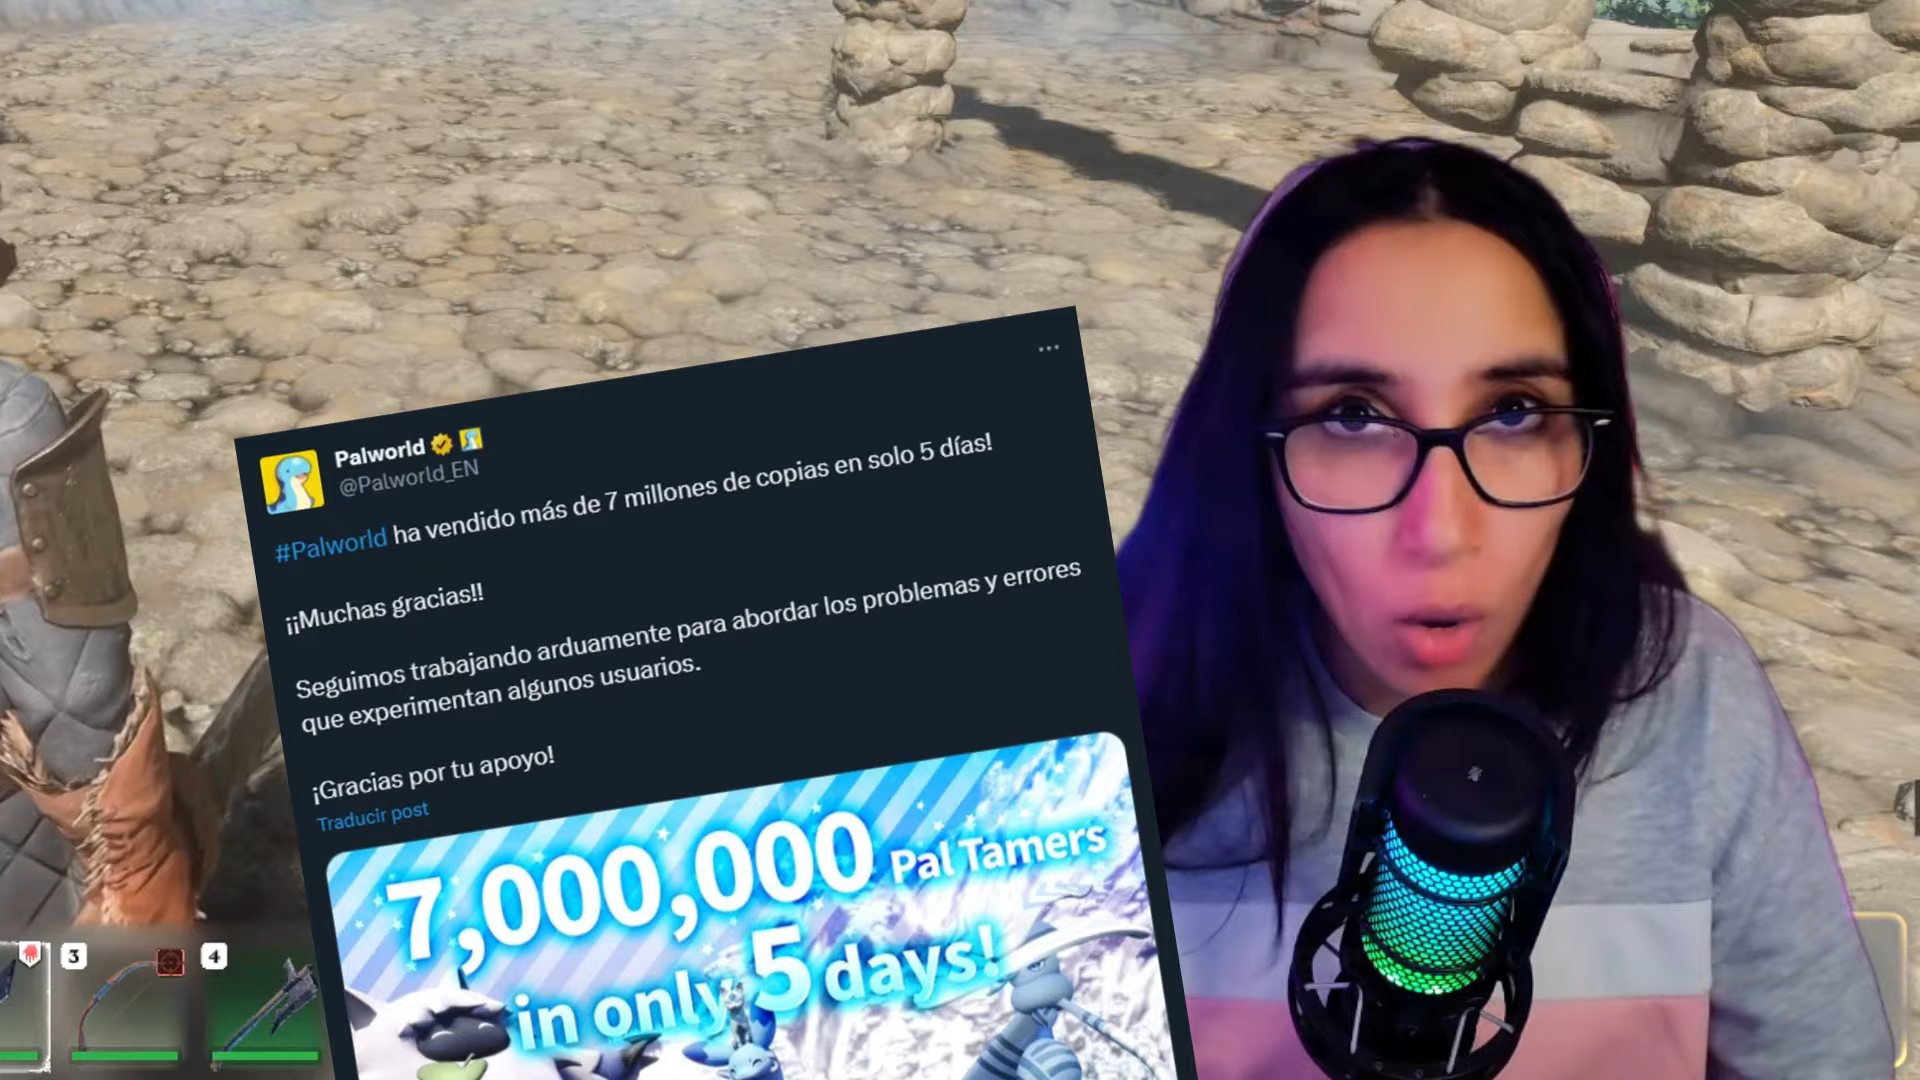 Palworld
@Palworld_EN
#Palworld ha vendido más de 7 millones de copias en solo 5 días!
¡¡Muchas gracias!!
Seguimos trabajando arduamente para abordar los problemas y errores
que experimentan algunos usuarios.
¡Gracias por tu apoyo!
Traducir post
7,000,000 Pal Tamers
in only 5 days!
3
4